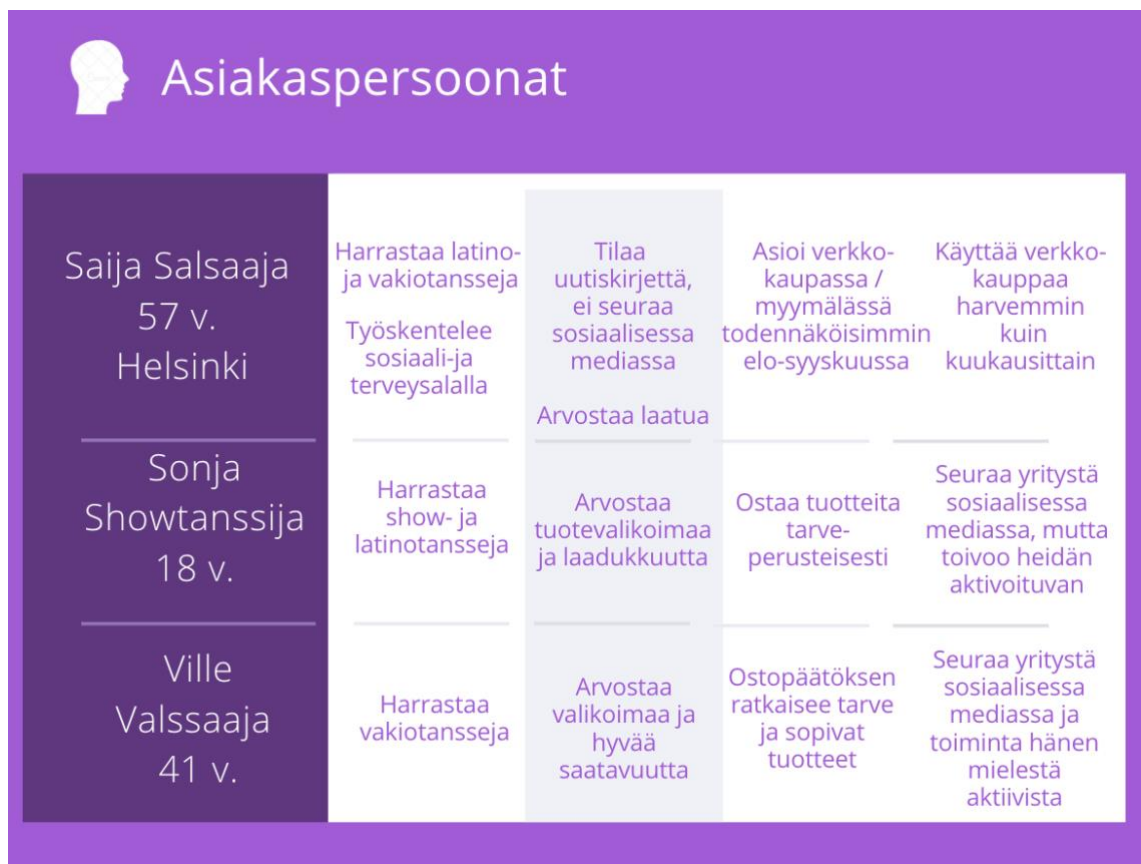 Asiakaspersoonat
Saija Salsaaja
57 v.
Helsinki
Harrastaa latino-
ja vakiotansseja
Työskentelee
sosiaali-ja
terveysalalla
Tilaa
uutiskirjettä,
ei seuraa
sosiaalisessa
mediassa
Arvostaa laatua
Asioi verkko-
kaupassa /
myymälässä
todennäköisimmin
elo-syyskuussa
Käyttää verkko-
kauppaa
harvemmin
kuin
kuukausittain
Sonja
Showtanssija
18 v.
Harrastaa
show- ja
latinotansseja
Arvostaa
tuotevalikoimaa
ja laadukkuutta
Ostaa tuotteita
tarve-
perusteisesti
Seuraa yritystä
sosiaalisessa
mediassa, mutta
toivoo heidän
aktivoituvan
Ville
Valssaaja
41 v.
Harrastaa
vakiotansseja
Arvostaa
valikoimaa ja
hyvää
saatavuutta
Ostopäätöksen
ratkaisee tarve
ja sopivat
tuotteet
Seuraa yritystä
sosiaalisessa
mediassa ja
toiminta hänen
mielestä
aktiivista